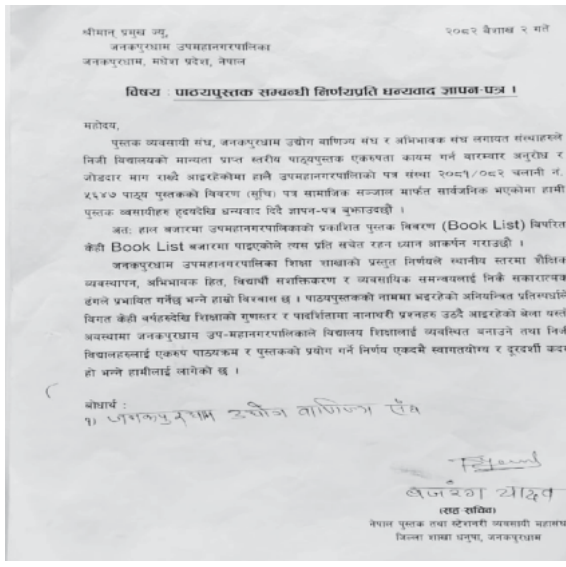 श्रीमान् प्रमुख ज्यू,
२०८२ बैशाख २ गते
जनकपुरधाम उपमहानगरपालिका
जनकपुरधाम, मधेश प्रदेश, नेपाल
विषय : पाठ्यपुस्तक सम्बन्धी निर्णयप्रति धन्यवाद ज्ञापन-पत्र ।
महोदय,
पुस्तक व्यवसायी संघ, जनकपुरधाम उद्योग बाणिज्य संघ र अभिभावक संघ लगायत संस्थाहरुले
निजी विद्यालयको मान्यता प्राप्त स्तरीय पाठ्यपुस्तक एकरुपता कायम गर्न बारम्बार अनुरोध र
जोडदार माग राख्दै आइरहेकोमा हालै उपमहानगरपालिकाको पत्र संख्या २०८१/०८२ चलानी नं.
५६४७ पाठ्य पुस्तकको विवरण (सूचि) पत्र सामाजिक सञ्जाल मार्फत सार्वजनिक भएकोमा हामी
पुस्तक व्यवसायीहरु हृदयदेखि धन्यवाद दिदै ज्ञापन-पत्र बुझाउदछौं ।
अत: हाल बजारमा उपमहानगरपालिकाको प्रकाशित पुस्तक विवरण (Book List) विपरित
केही Book List बजारमा पाइएकोले त्यस प्रति सचेत रहन ध्यान आकर्षन गराउछौ ।
जनकपुरधाम उपमहानगरपालिका शिक्षा शाखाको प्रस्तुत निर्णयले स्थानीय स्तरमा शैक्षिक
व्यवस्थापन, अभिभावक हित, विद्यार्थी सशक्तिकरण र व्यवसायिक समन्वयलाई निकै सकारात्मक
ढंगले प्रभावित गर्नेछ भन्ने हाम्रो विश्वास छ । पाठ्यपुस्तकको नाममा भइरहेको अनियन्त्रित प्रतिस्पर्धाले
विगत केही वर्षहरुदेखि शिक्षाको गुणस्तर र पारदर्शितामा नानाथरी प्रश्नहरु उठ्दै आइरहेको बेला यस्तो
अवस्थामा जनकपुरधाम उप-महानगरपालिकाले विद्यालय शिक्षालाई व्यवस्थित बनाउने तथा निजी
विद्यालहरुलाई एकरुप पाठ्यक्रम र पुस्तकको प्रयोग गर्ने निर्णय एकदमै स्वागतयोग्य र दूरदर्शी कदम
हो भन्ने हामीलाई लागेको छ ।
बोधार्थ :
१) जनकपुरधाम उद्योग वाणिज्य संघ
बजरंग यादव
(सह-सचिव)
नेपाल पुस्तक तथा स्टेशनरी व्यवसायी महासंघ
जिल्ला शाखा धनुषा, जनकपुरधाम